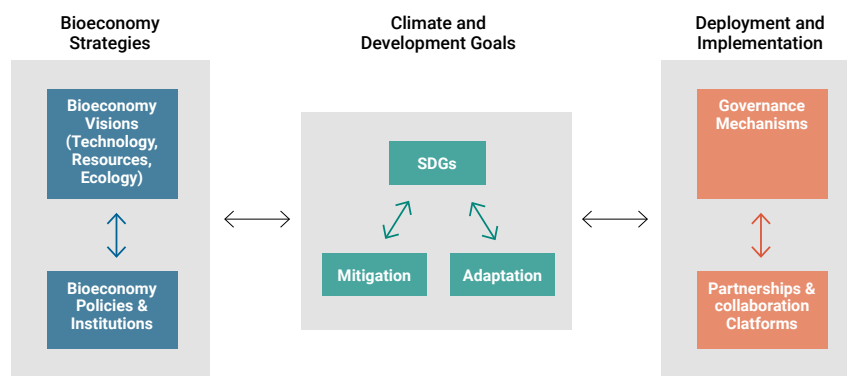 Bioeconomy
Strategies
Climate and
Development Goals
Deployment and
Implementation
Bioeconomy
Visions
(Technology,
Resources,
Ecology)
Bioeconomy
Policies &
Institutions
SDGs
Mitigation
Adaptation
Governance
Mechanisms
Partnerships &
collaboration
Clatforms